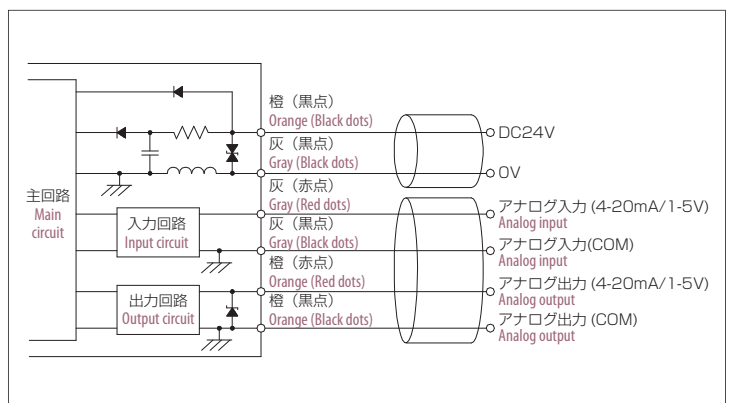 橙（黒点）
Orange (Black dots)
DC24V
灰（黒点）
Gray (Black dots)
0V
主回路
Main
circuit
灰（赤点）
Gray (Red dots)
アナログ入力 (4-20mA/1-5V)
Analog input
入力回路
Input circuit
灰（黒点）
Gray (Black dots)
アナログ入力(COM)
Analog input
橙（赤点）
Orange (Red dots)
アナログ出力 (4-20mA/1-5V)
Analog output
出力回路
Output circuit
橙（黒点）
Orange (Black dots)
アナログ出力 (COM)
Analog output